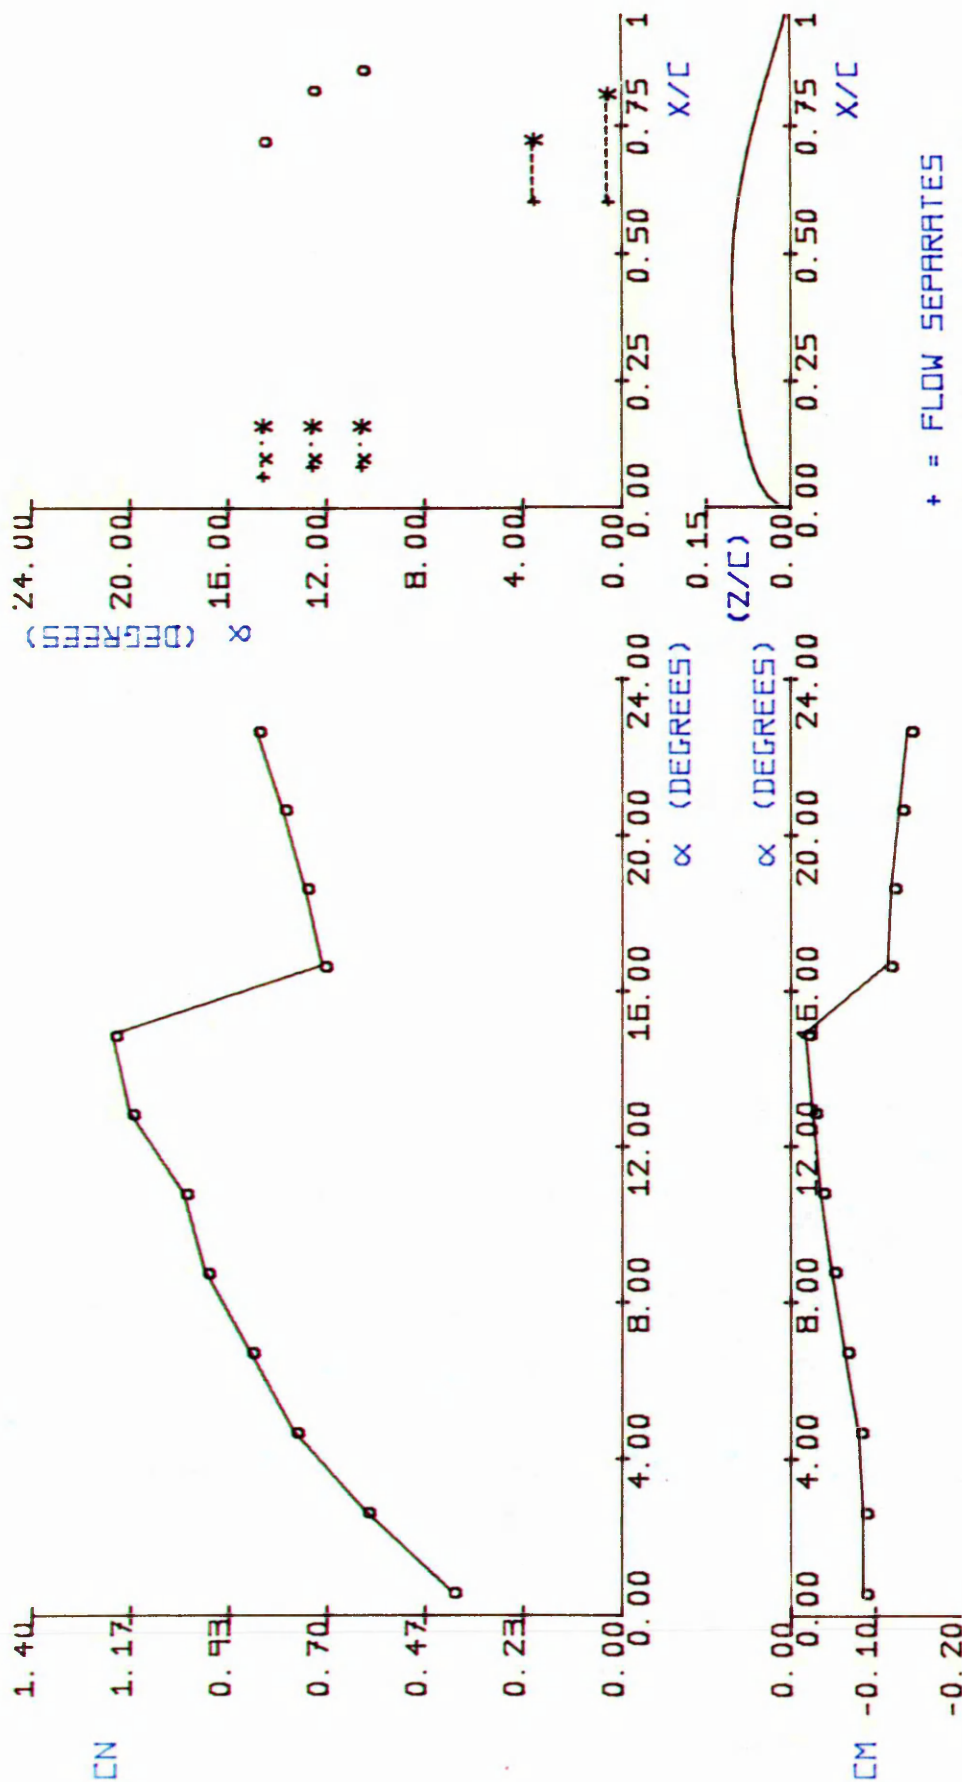 CN
1.40
1.17
0.93
0.70
0.47
0.23
0.00
0.00 4.00 8.00 12.00 16.00 20.00 24.00
α (DEGREES)
CM
0.00
-0.10
-0.20
0.00 4.00 8.00 12.00 16.00 20.00 24.00
α (DEGREES)
α (DEGREES)
24.00
20.00
16.00
12.00
8.00
4.00
0.00
0.00 0.25 0.50 0.75 1
X/C
(Z/C)
0.15
0.00
0.00 0.25 0.50 0.75 1
X/C
+ = FLOW SEPARATES